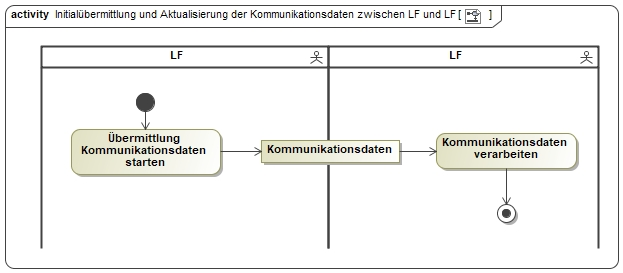 activity Initialübermittlung und Aktualisierung der Kommunikationsdaten zwischen LF und LF [ ]
LF
LF
Übermittlung
Kommunikationsdaten
starten
Kommunikationsdaten
Kommunikationsdaten
verarbeiten